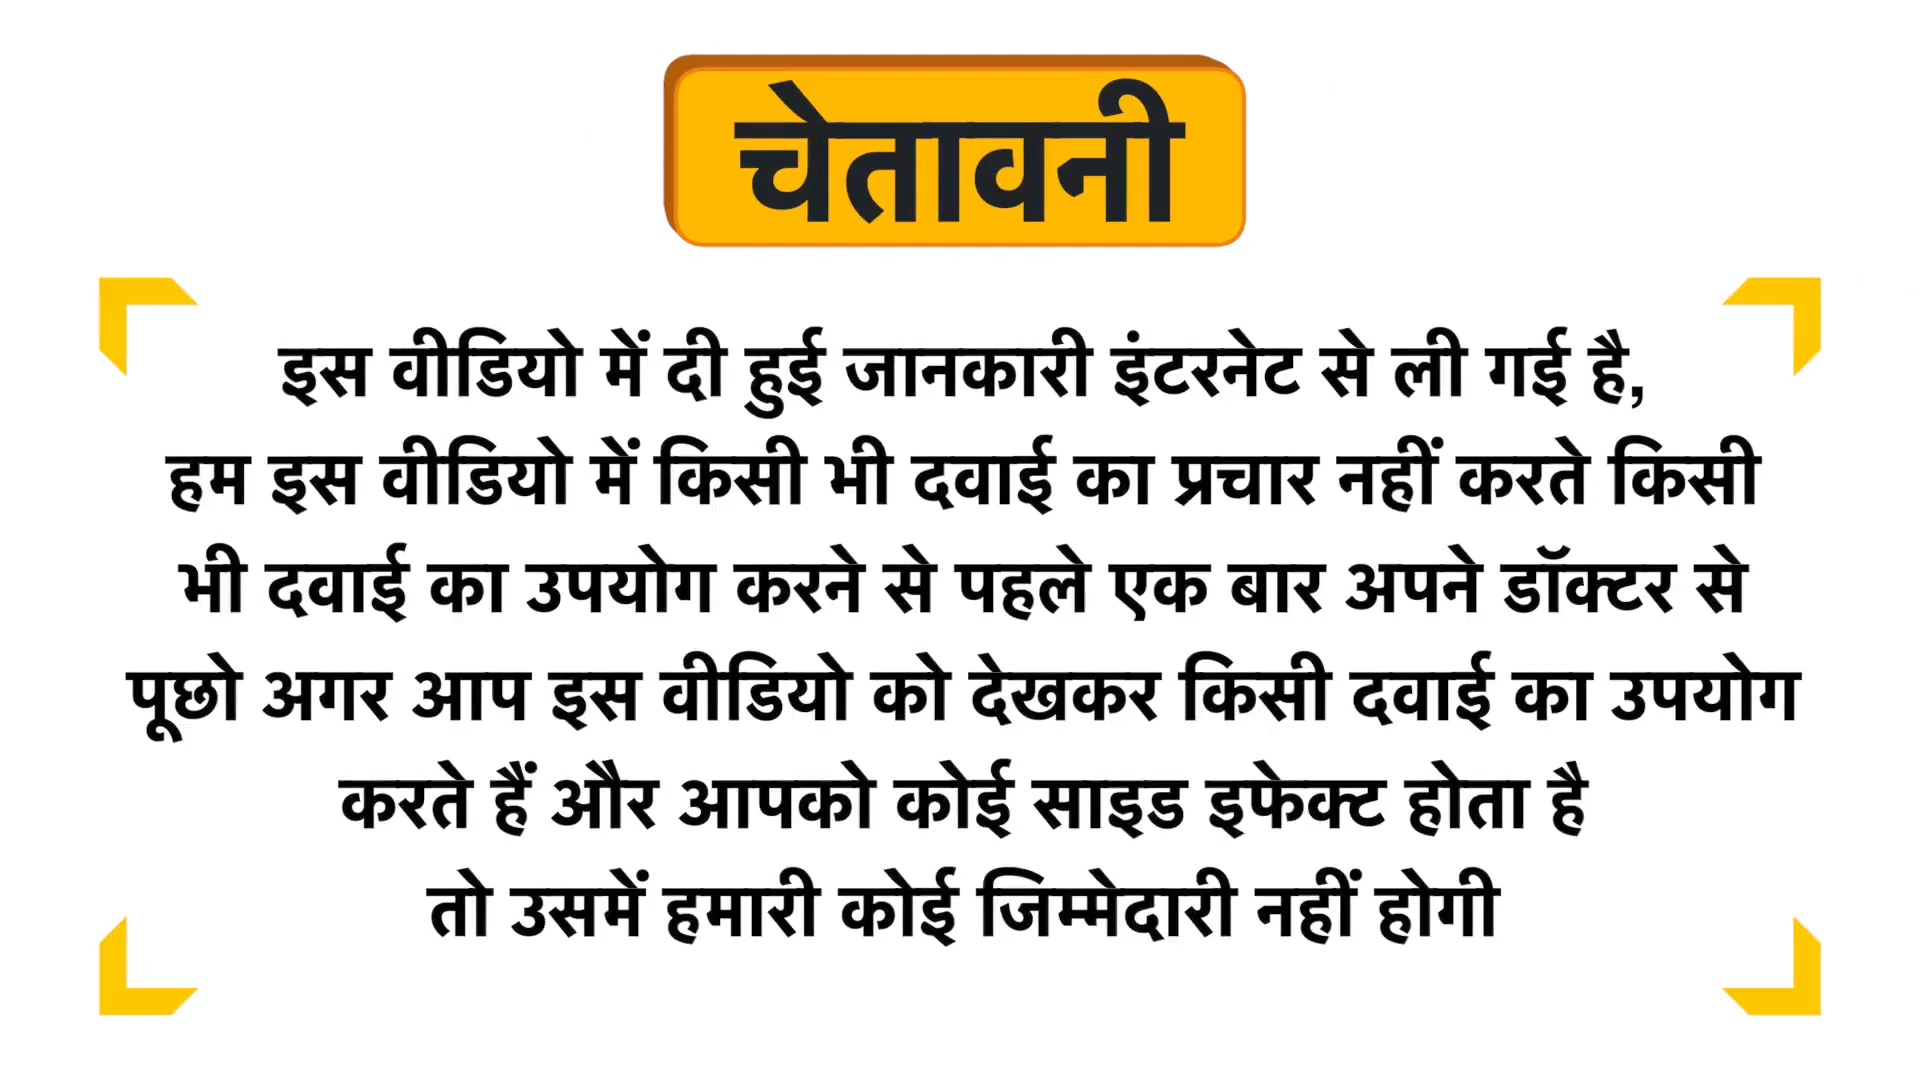 चेतावनी
इस वीडियो में दी हुई जानकारी इंटरनेट से ली गई है,
हम इस वीडियो में किसी भी दवाई का प्रचार नहीं करते किसी
भी दवाई का उपयोग करने से पहले एक बार अपने डॉक्टर से
पूछो अगर आप इस वीडियो को देखकर किसी दवाई का उपयोग
करते हैं और आपको कोई साइड इफेक्ट होता है
तो उसमें हमारी कोई जिम्मेदारी नहीं होगी